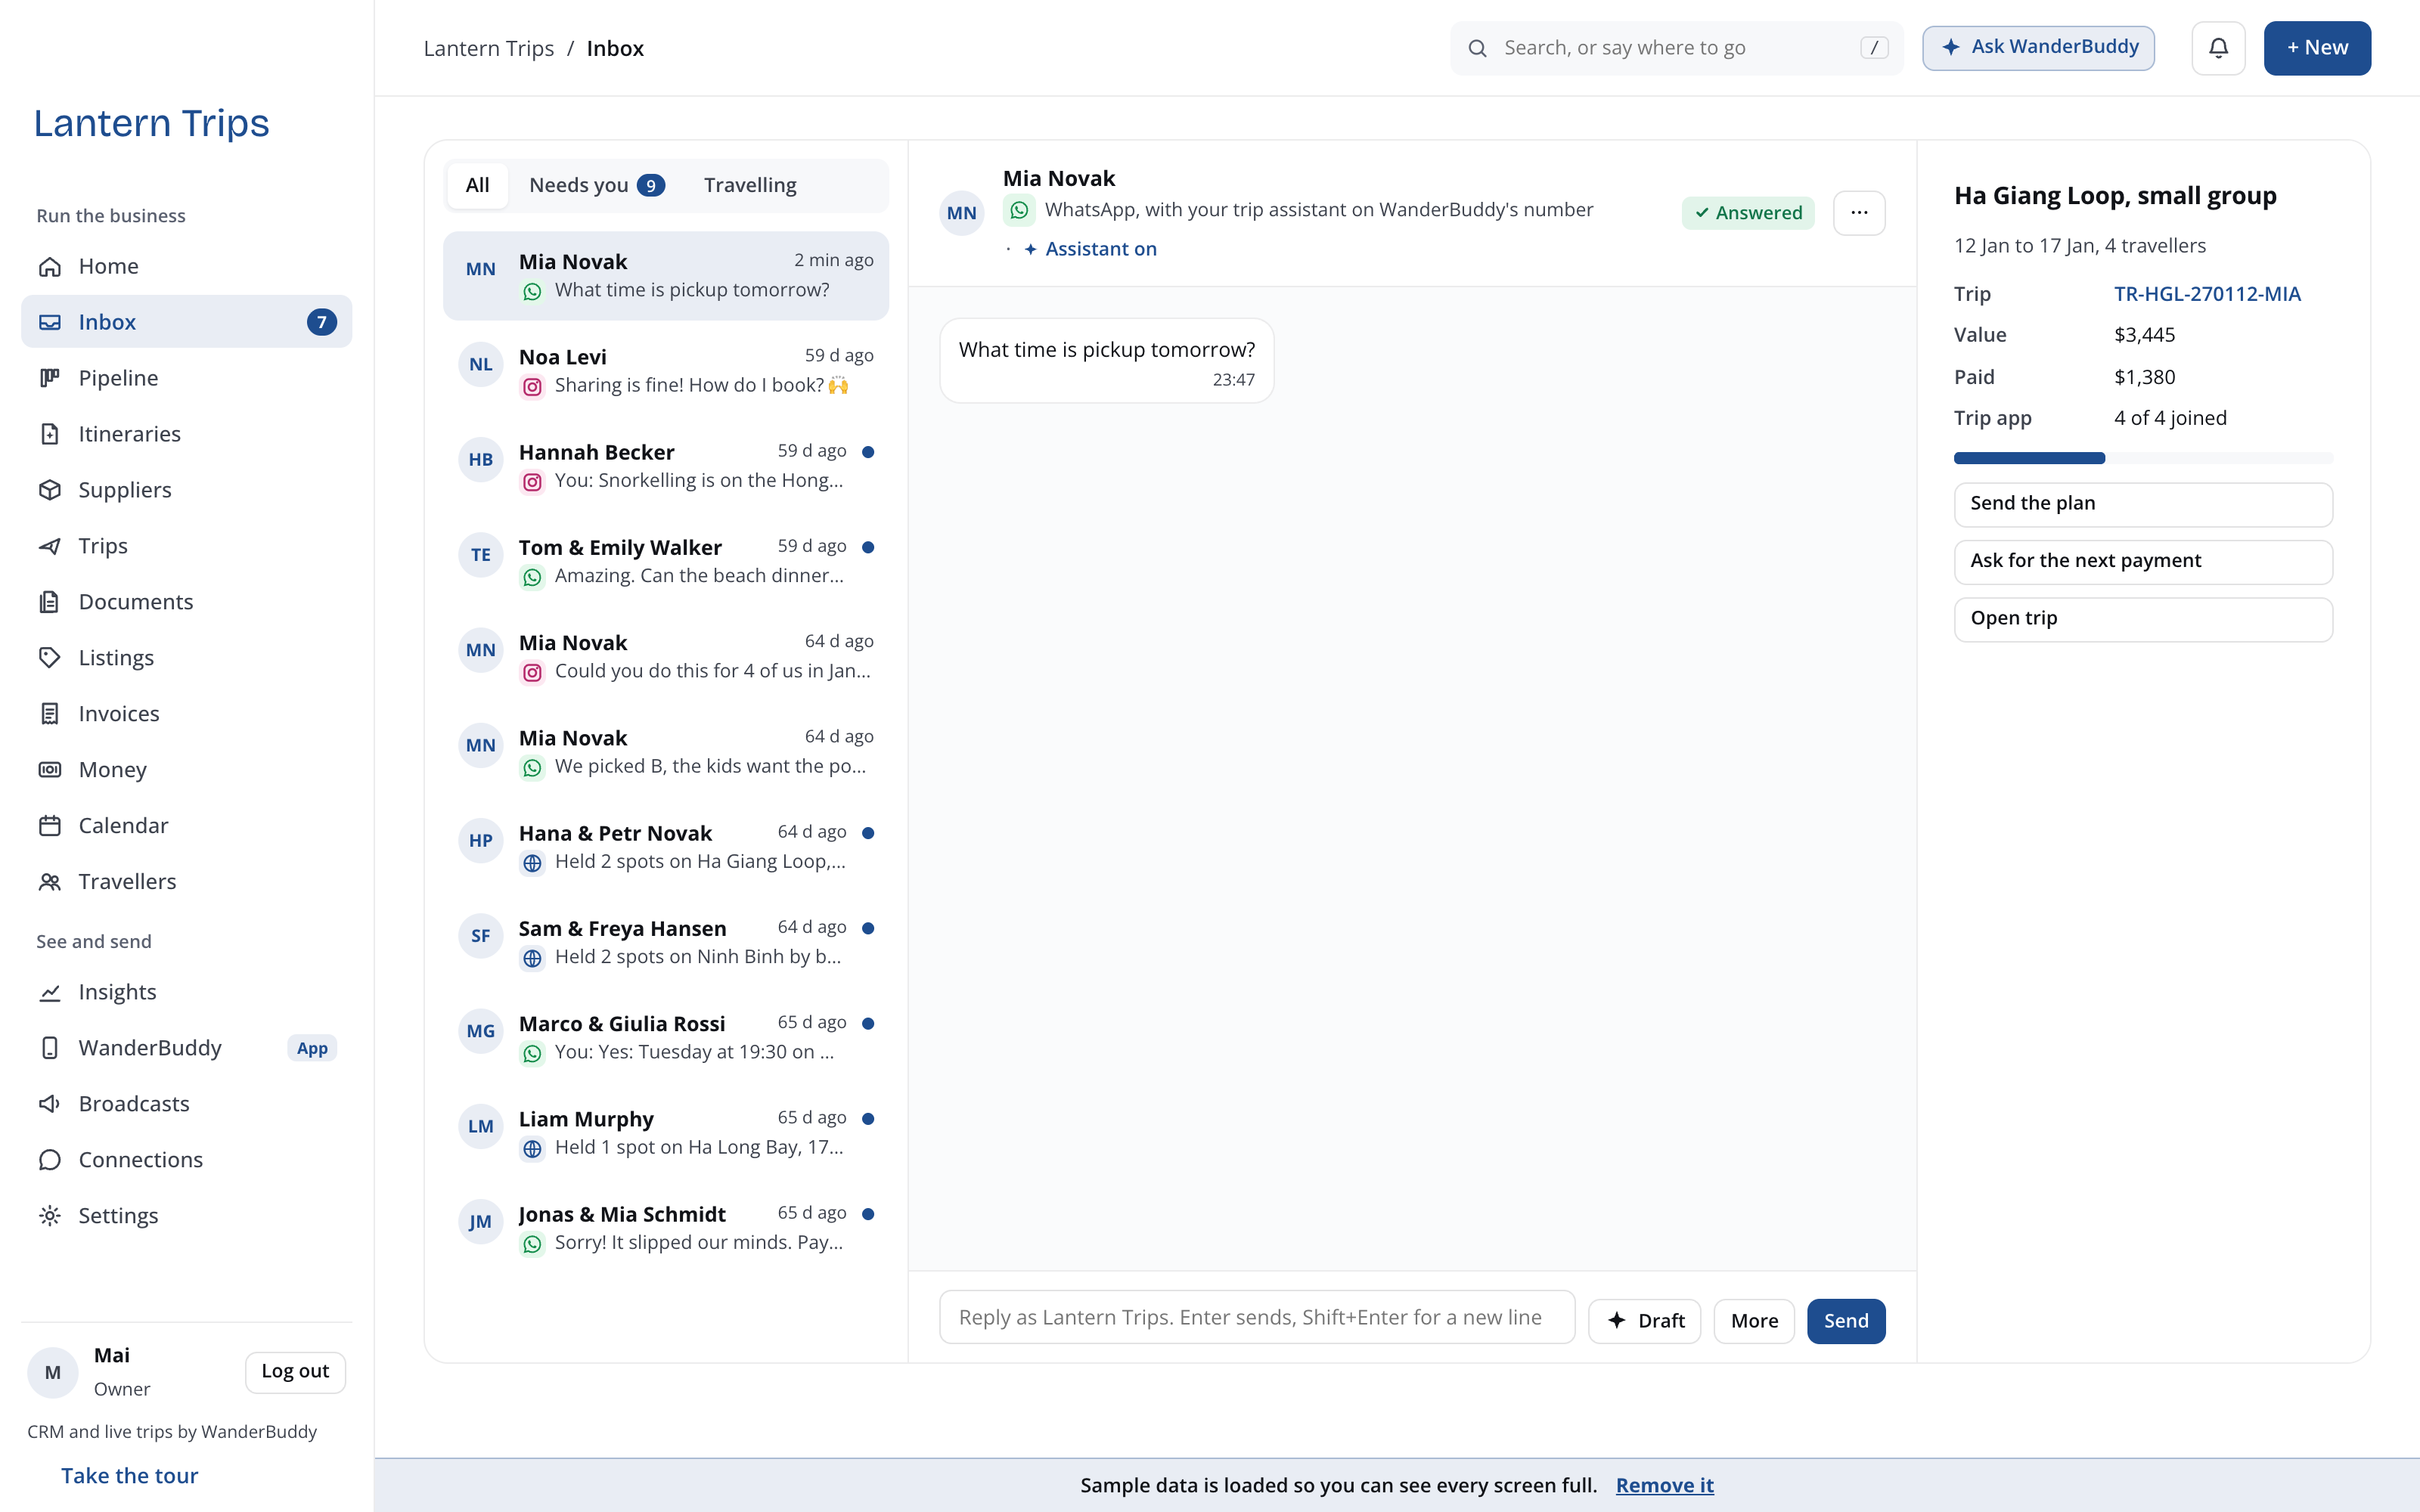 Lantern Trips
Run the business
Home
Inbox 7
Pipeline
Itineraries
Suppliers
Trips
Documents
Listings
Invoices
Money
Calendar
Travellers
See and send
Insights
WanderBuddy App
Broadcasts
Connections
Settings
M
Mai
Owner
Log out
CRM and live trips by WanderBuddy
Take the tour
Lantern Trips / Inbox
Search, or say where to go /
Ask WanderBuddy
+ New
All
Needs you 9
Travelling
MN
Mia Novak 2 min ago
What time is pickup tomorrow?
NL
Noa Levi 59 d ago
Sharing is fine! How do I book? 🙌
HB
Hannah Becker 59 d ago
You: Snorkelling is on the Hong...
TE
Tom & Emily Walker 59 d ago
Amazing. Can the beach dinner...
MN
Mia Novak 64 d ago
Could you do this for 4 of us in Jan...
MN
Mia Novak 64 d ago
We picked B, the kids want the po...
HP
Hana & Petr Novak 64 d ago
Held 2 spots on Ha Giang Loop,...
SF
Sam & Freya Hansen 64 d ago
Held 2 spots on Ninh Binh by b...
MG
Marco & Giulia Rossi 65 d ago
You: Yes: Tuesday at 19:30 on ...
LM
Liam Murphy 65 d ago
Held 1 spot on Ha Long Bay, 17...
JM
Jonas & Mia Schmidt 65 d ago
Sorry! It slipped our minds. Pay...
MN
Mia Novak
WhatsApp, with your trip assistant on WanderBuddy's number
· Assistant on
✓ Answered
...
What time is pickup tomorrow?
23:47
Reply as Lantern Trips. Enter sends, Shift+Enter for a new line
Draft
More
Send
Ha Giang Loop, small group
12 Jan to 17 Jan, 4 travellers
Trip TR-HGL-270112-MIA
Value $3,445
Paid $1,380
Trip app 4 of 4 joined
Send the plan
Ask for the next payment
Open trip
Sample data is loaded so you can see every screen full. Remove it